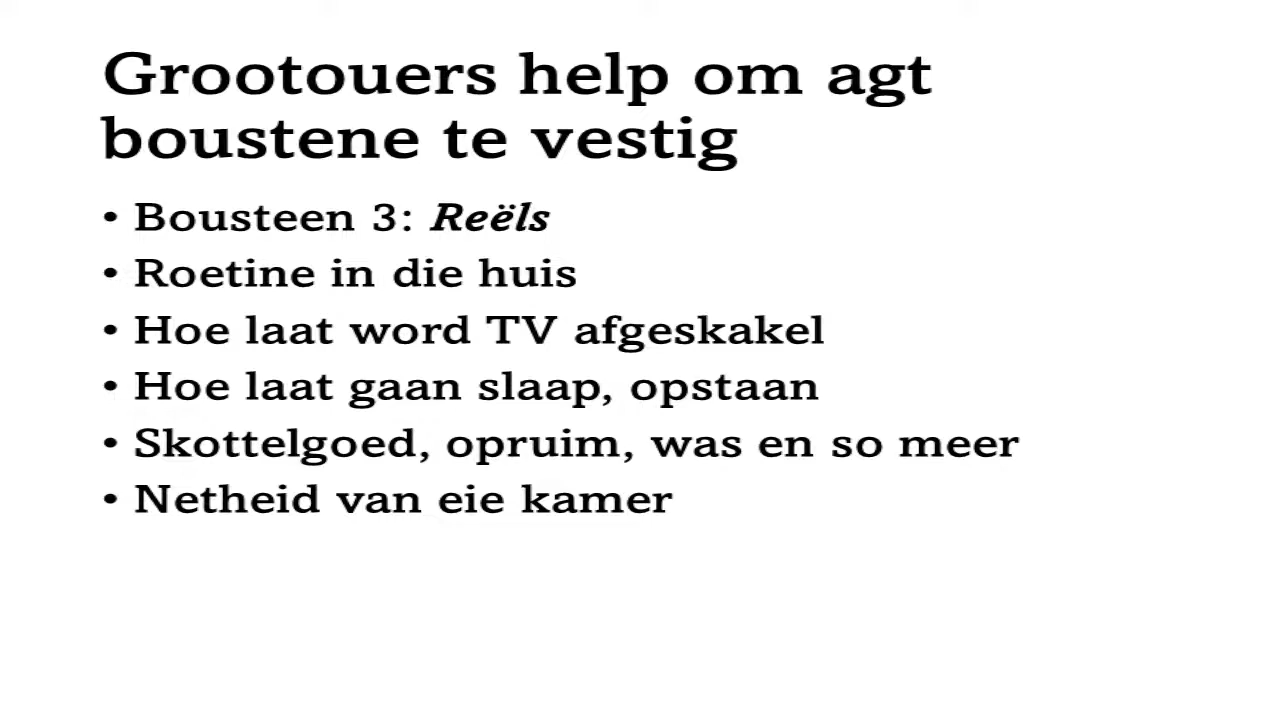 Grootouers help om agt
boustene te vestig
• Bousteen 3: Reëls
• Roetine in die huis
• Hoe laat word TV afgeskakel
• Hoe laat gaan slaap, opstaan
• Skottelgoed, opruim, was en so meer
• Netheid van eie kamer